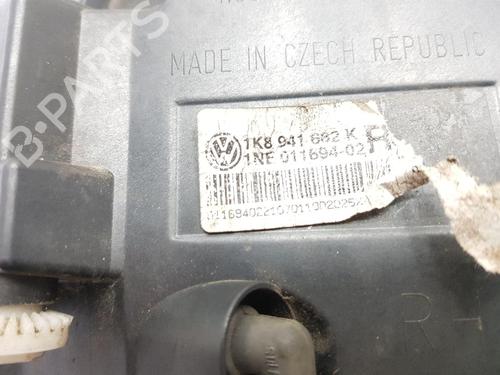 MADE IN CZECH REPUBLIC
1K8 941 682 K
1NE 011694-02
R
R-
B-PARTS